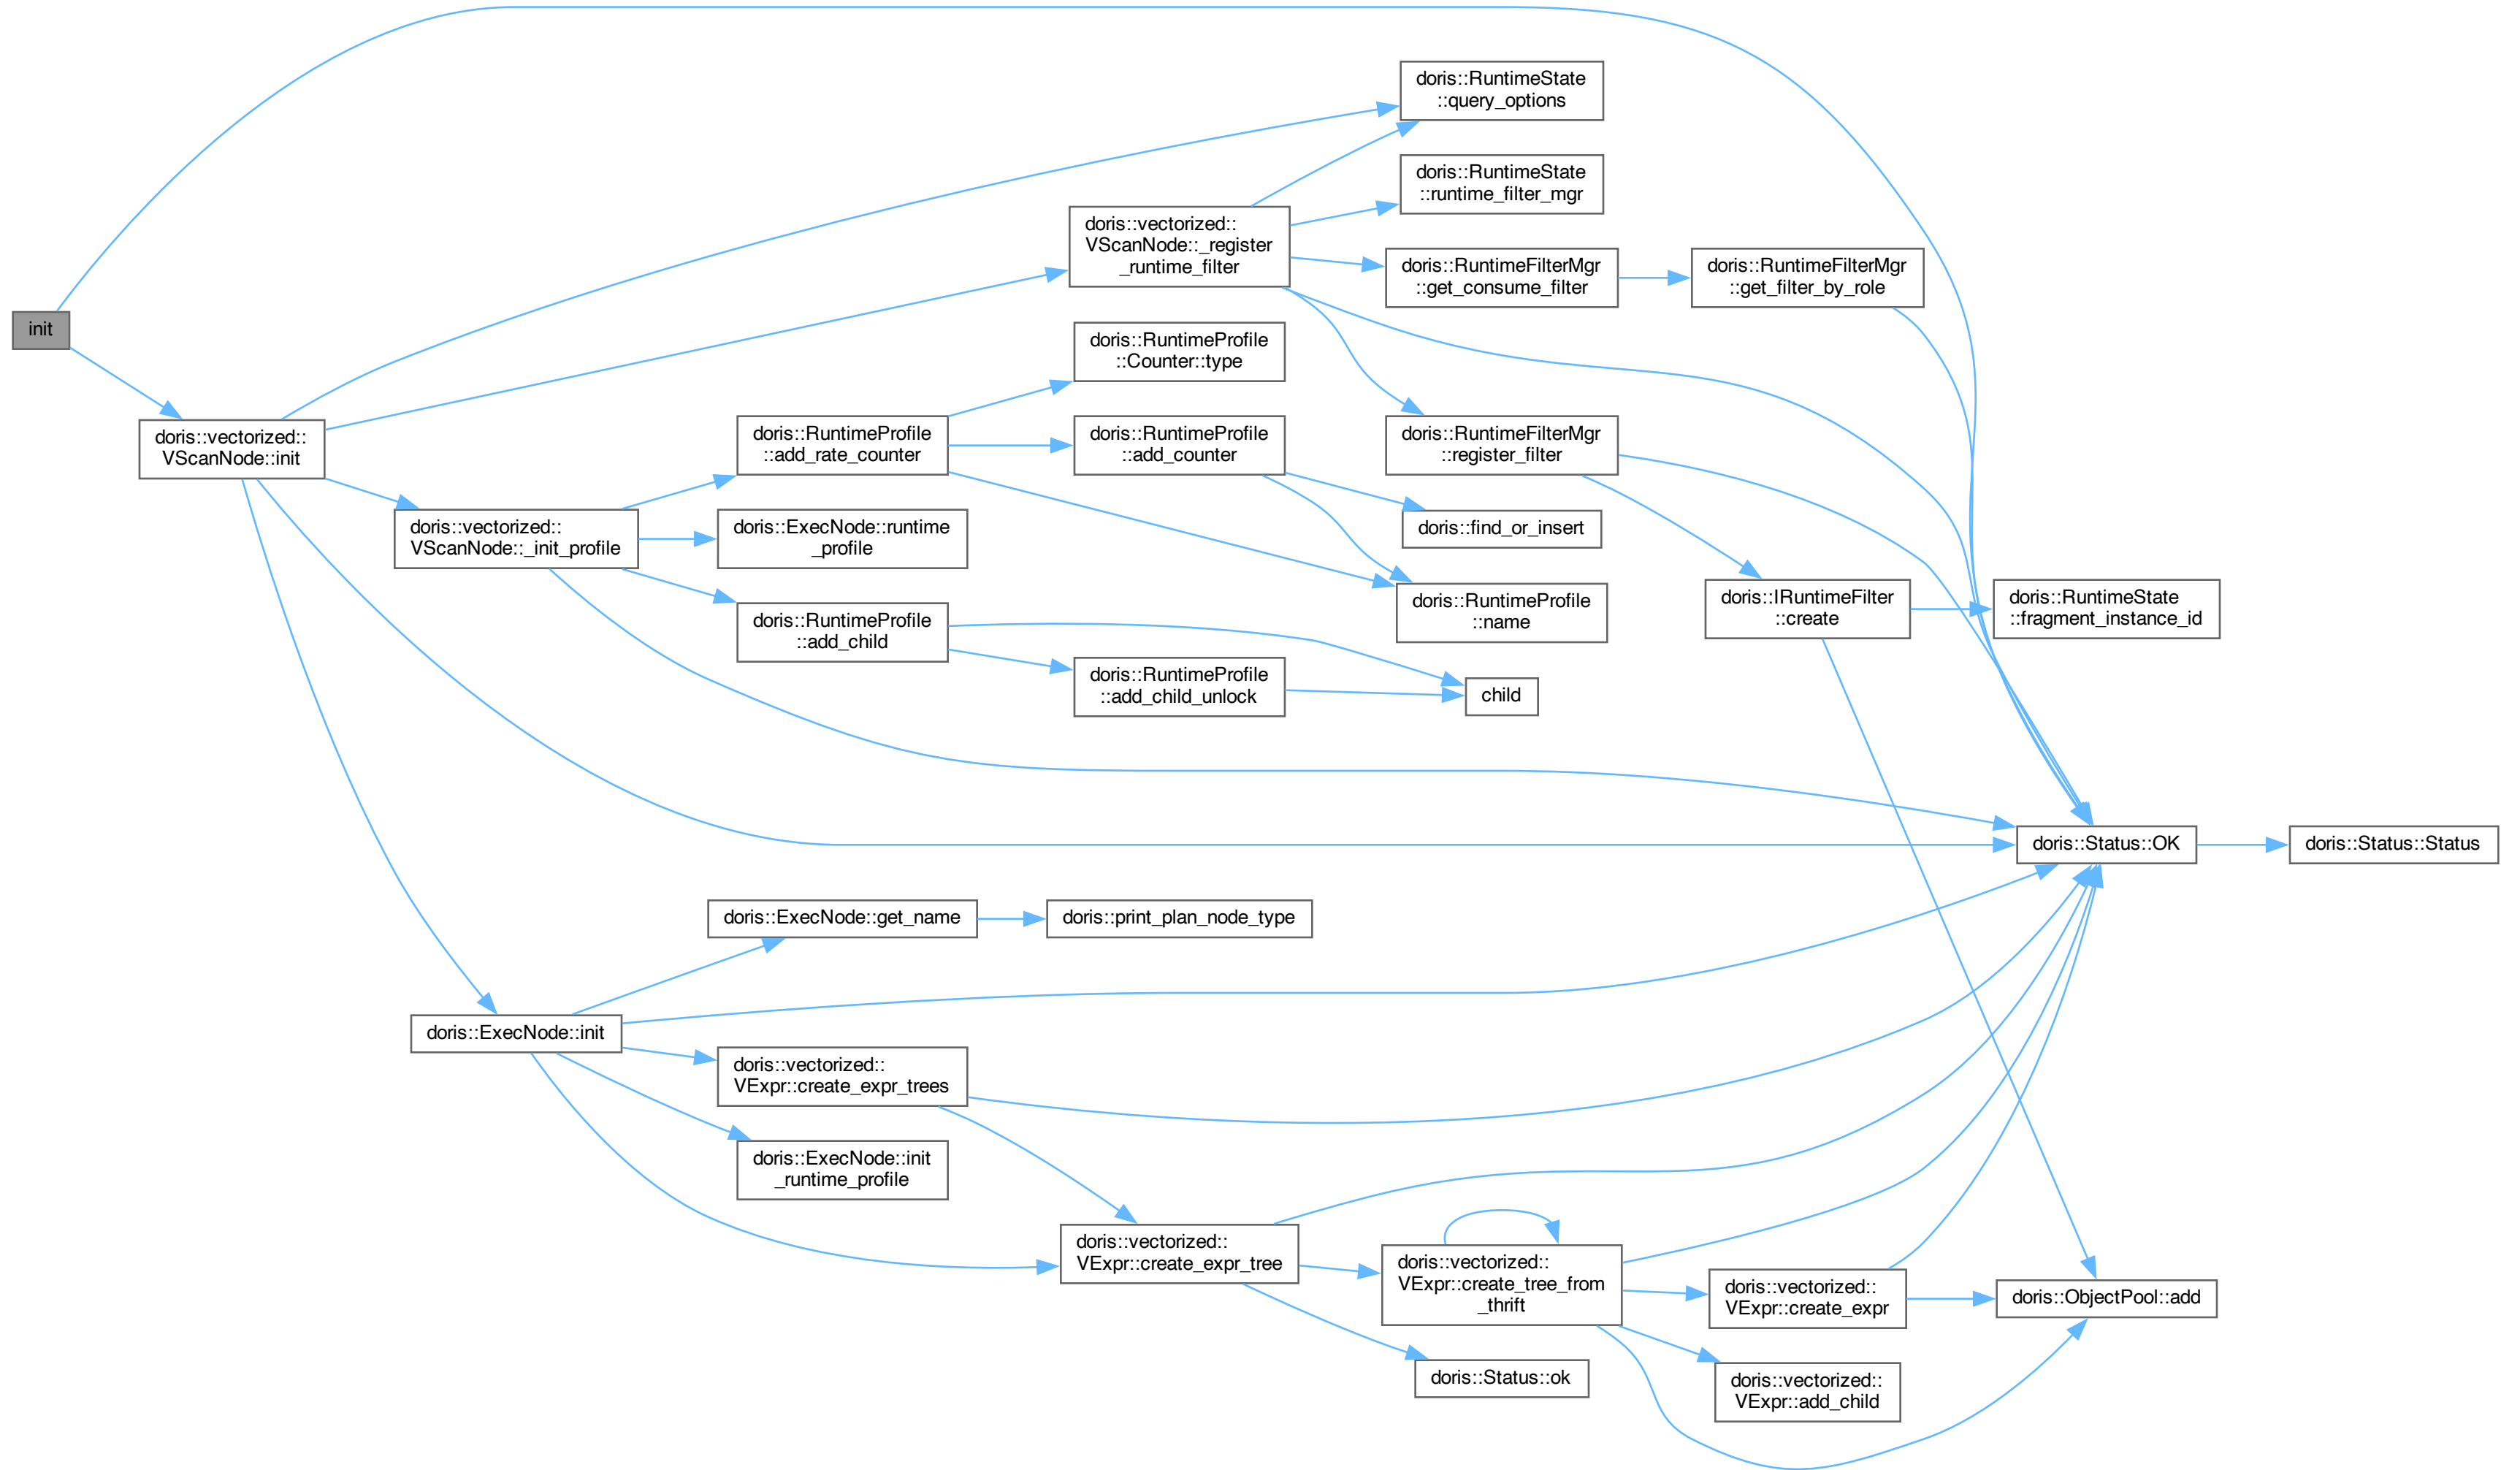 init
doris::vectorized::
VScanNode::init
doris::vectorized::
VScanNode::_init_profile
doris::ExecNode::init
doris::RuntimeProfile
::add_rate_counter
doris::ExecNode::runtime
_profile
doris::RuntimeProfile
::add_child
doris::ExecNode::get_name
doris::vectorized::
VExpr::create_expr_trees
doris::ExecNode::init
_runtime_profile
doris::vectorized::
VScanNode::_register
_runtime_filter
doris::RuntimeProfile
::Counter::type
doris::RuntimeProfile
::add_counter
doris::RuntimeProfile
::add_child_unlock
doris::print_plan_node_type
doris::vectorized::
VExpr::create_expr_tree
doris::RuntimeState
::query_options
doris::RuntimeState
::runtime_filter_mgr
doris::RuntimeFilterMgr
::get_consume_filter
doris::RuntimeFilterMgr
::register_filter
doris::find_or_insert
doris::RuntimeProfile
::name
child
doris::vectorized::
VExpr::create_tree_from
_thrift
doris::Status::ok
doris::RuntimeFilterMgr
::get_filter_by_role
doris::IRuntimeFilter
::create
doris::vectorized::
VExpr::create_expr
doris::vectorized::
VExpr::add_child
doris::RuntimeState
::fragment_instance_id
doris::Status::OK
doris::ObjectPool::add
doris::Status::Status